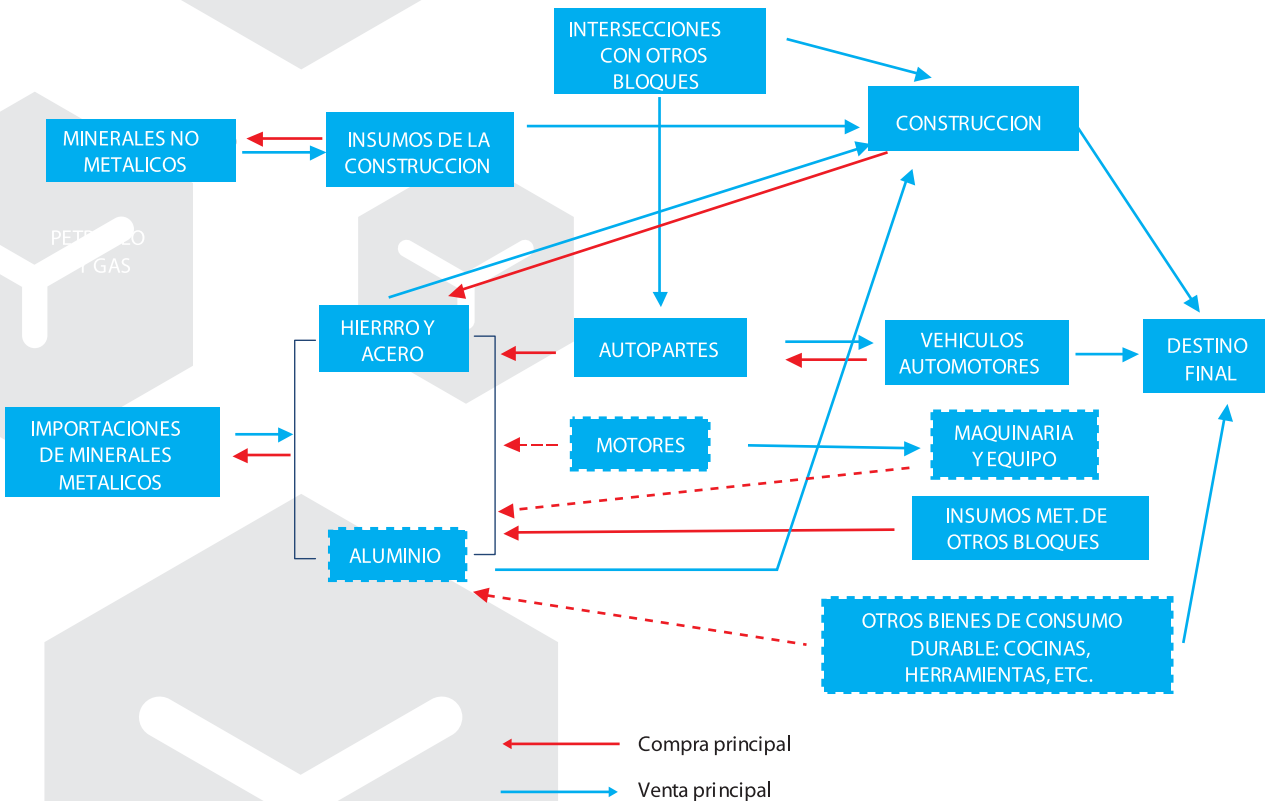 INTERSECCIONES
CON OTROS
BLOQUES
CONSTRUCCION
MINERALES NO
METALICOS
INSUMOS DE LA
CONSTRUCCION
Y GAS
HIERRRO Y
ACERO
AUTOPARTES
VEHICULOS
AUTOMOTORES
DESTINO
FINAL
IMPORTACIONES
DE MINERALES
METALICOS
MOTORES
MAQUINARIA
Y EQUIPO
INSUMOS MET. DE
OTROS BLOQUES
ALUMINIO
OTROS BIENES DE CONSUMO
DURABLE: COCINAS,
HERRAMIENTAS, ETC.
Compra principal
Venta principal